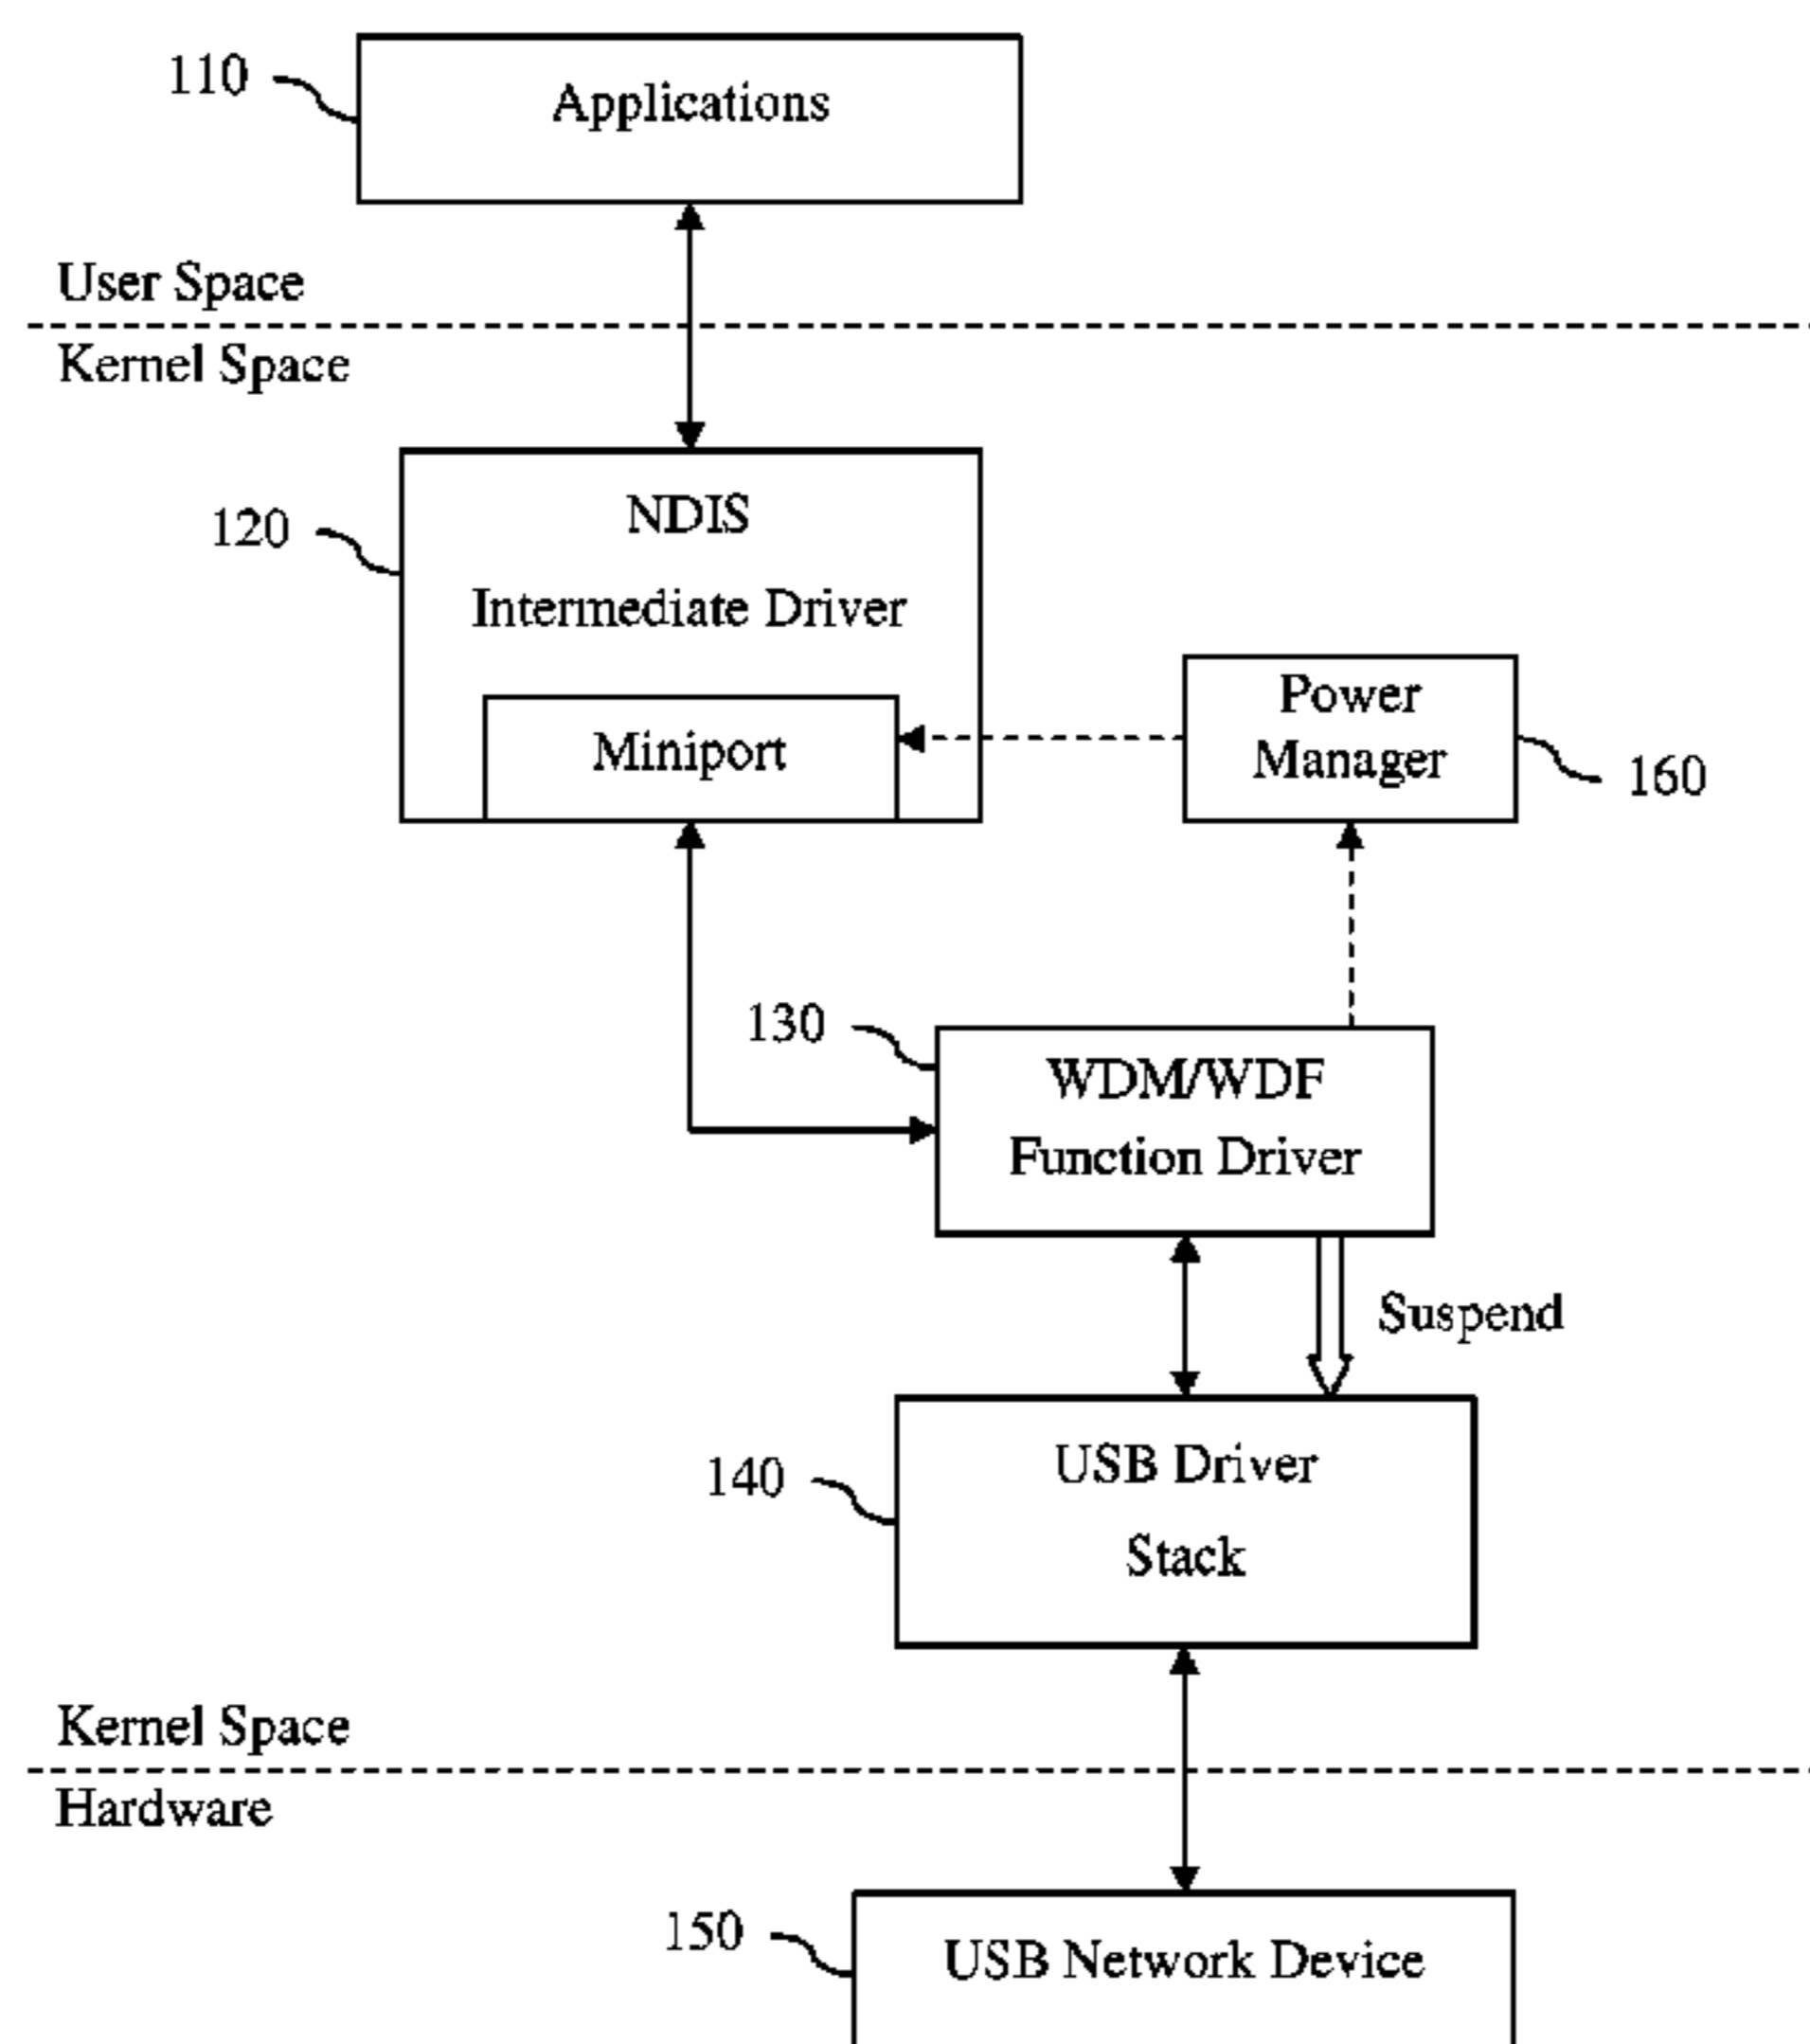 110
Applications
User Space
Kernel Space
120
NDIS
Intermediate Driver
Miniport
Power
Manager
160
130
WDM/WDF
Function Driver
Suspend
140
USB Driver
Stack
Kernel Space
Hardware
150
USB Network Device